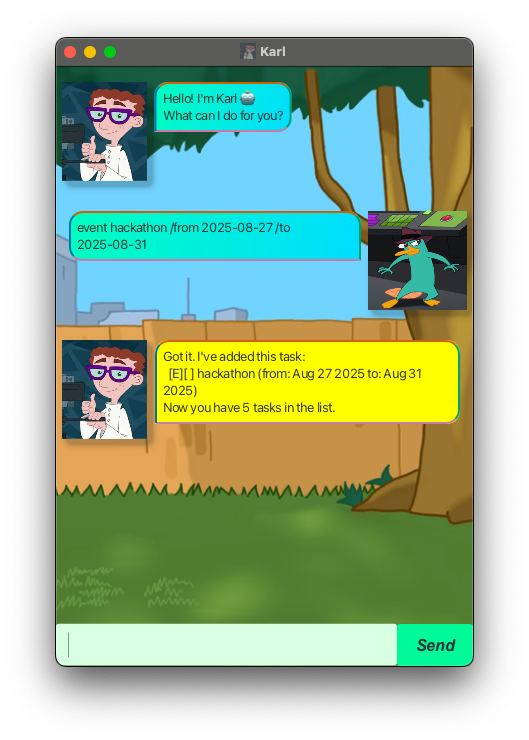 Karl
Hello! I'm Karl 🤖
What can I do for you?
event hackathon /from 2025-08-27 /to
2025-08-31
Got it. I've added this task:
[E][ ] hackathon (from: Aug 27 2025 to: Aug 31
2025)
Now you have 5 tasks in the list.
Send